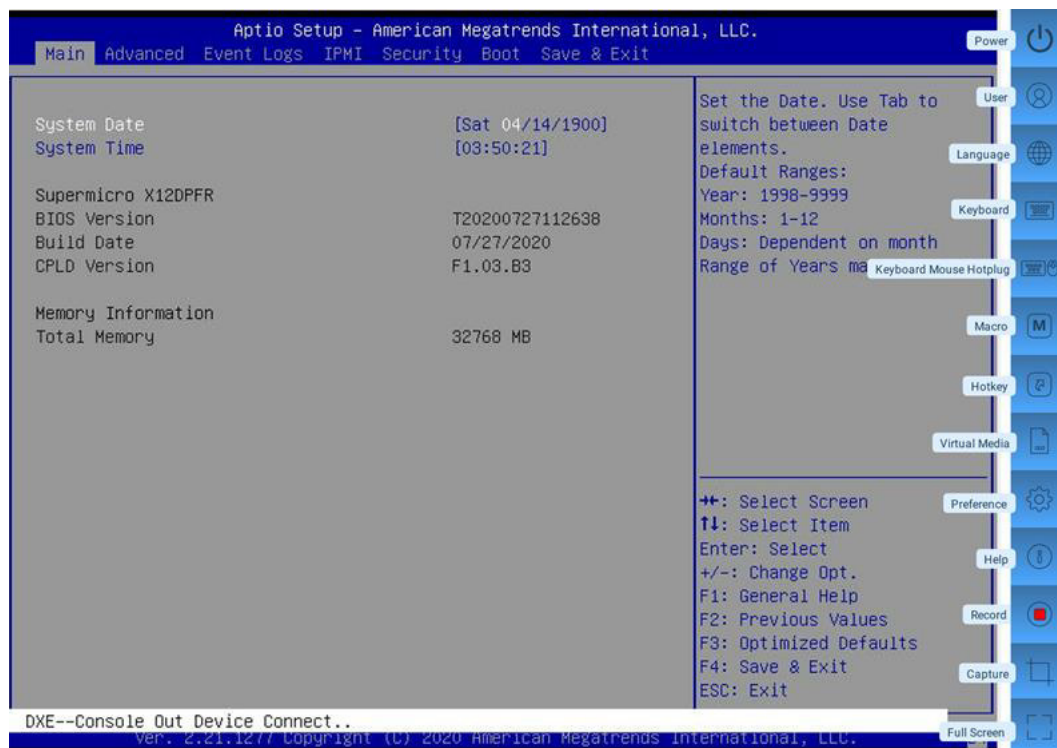 Aptio Setup - American Megatrends International, LLC.
Main Advanced Event Logs IPMI Security Boot Save & Exit
System Date [Sat 04/14/1900]
System Time [03:50:21]
Supermicro X12DPFR
BIOS Version T20200727112638
Build Date 07/27/2020
CPLD Version F1.03.B3
Memory Information
Total Memory 32768 MB
Set the Date. Use Tab to
switch between Date
elements.
Default Ranges:
Year: 1998-9999
Months: 1-12
Days: Dependent on month
Range of Years ma
→←: Select Screen
↑↓: Select Item
Enter: Select
+/-: Change Opt.
F1: General Help
F2: Previous Values
F3: Optimized Defaults
F4: Save & Exit
ESC: Exit
DXE--Console Out Device Connect..
Ver. 2.21.1277 Copyright (C) 2020 American Megatrends International, LLC.
Power
User
Language
Keyboard
Keyboard Mouse Hotplug
Macro
M
Hotkey
Virtual Media
Preference
Help
Record
Capture
Full Screen